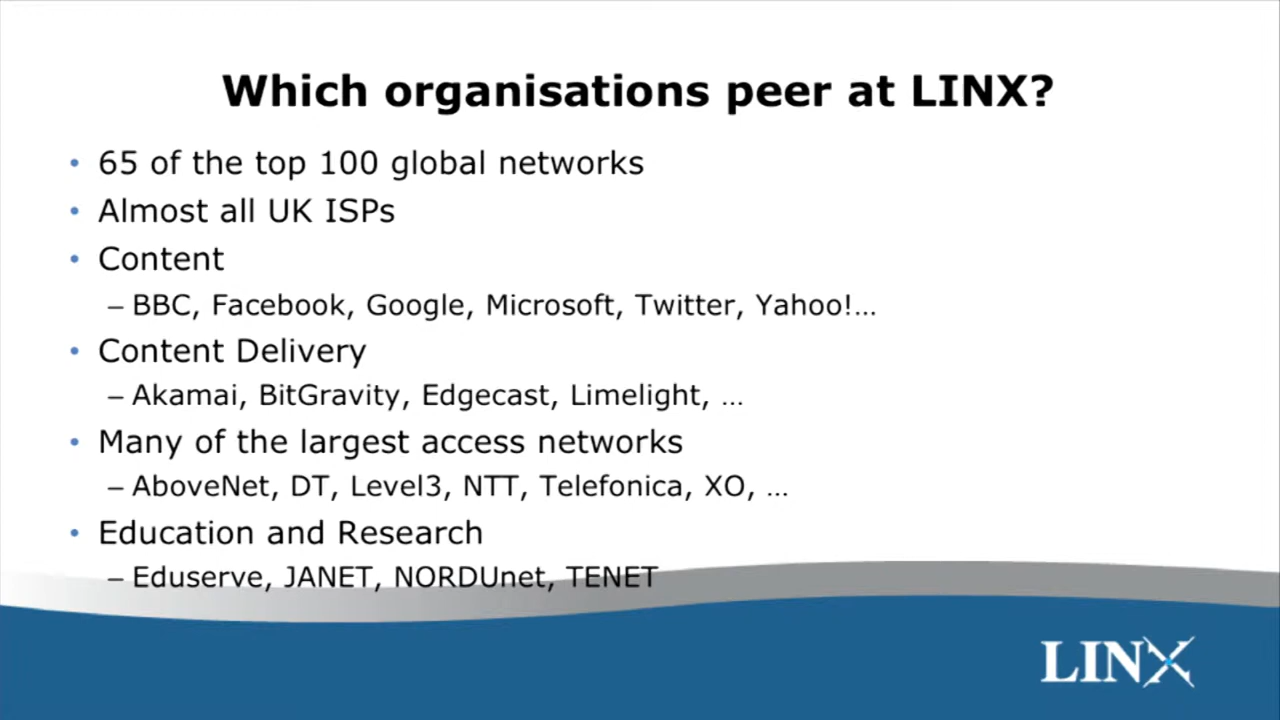 Which organisations peer at LINX?
• 65 of the top 100 global networks
• Almost all UK ISPs
• Content
– BBC, Facebook, Google, Microsoft, Twitter, Yahoo!...
• Content Delivery
– Akamai, BitGravity, Edgecast, Limelight, ...
• Many of the largest access networks
– AboveNet, DT, Level3, NTT, Telefonica, XO, ...
• Education and Research
– Eduserve, JANET, NORDUnet, TENET
LINX